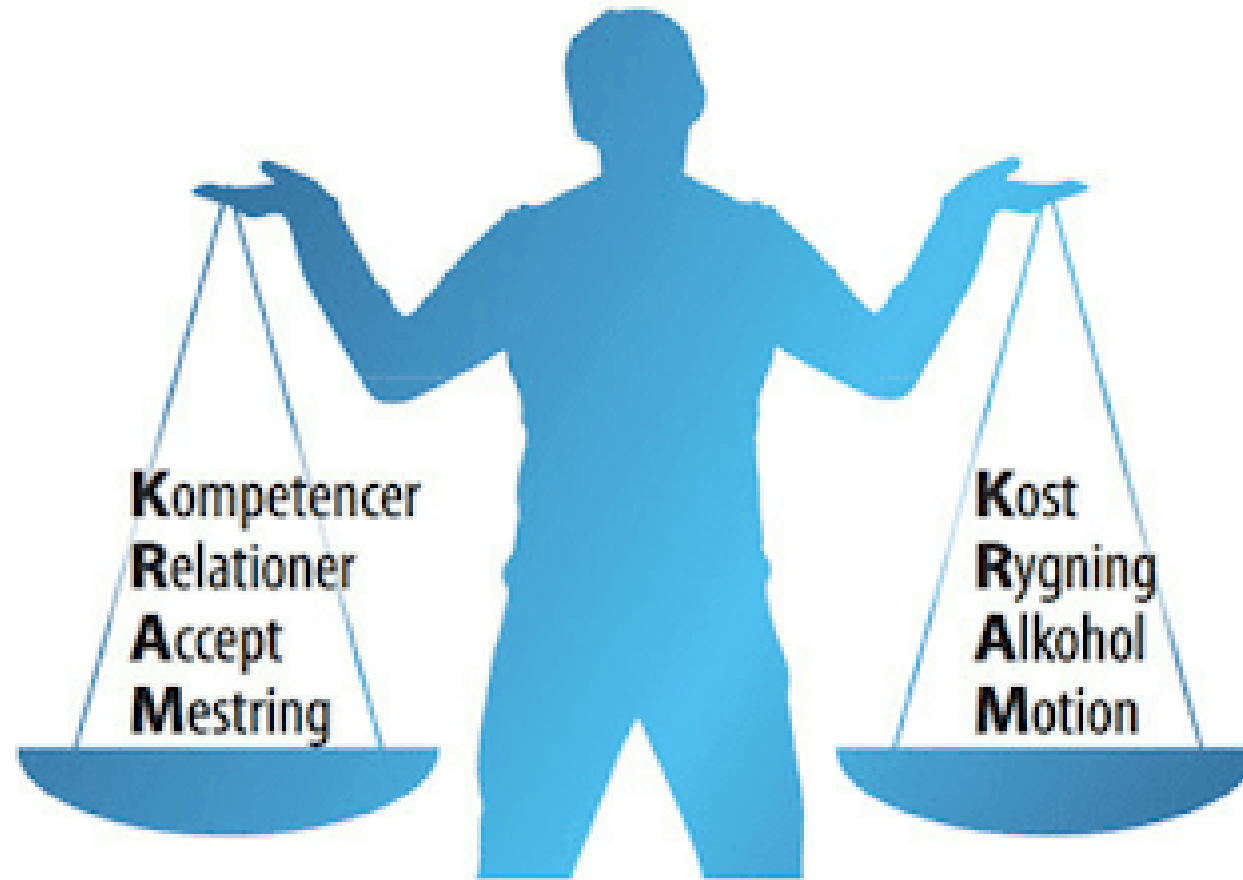 Kompetencer
Relationer
Accept
Mestring
Kost
Rygning
Alkohol
Motion